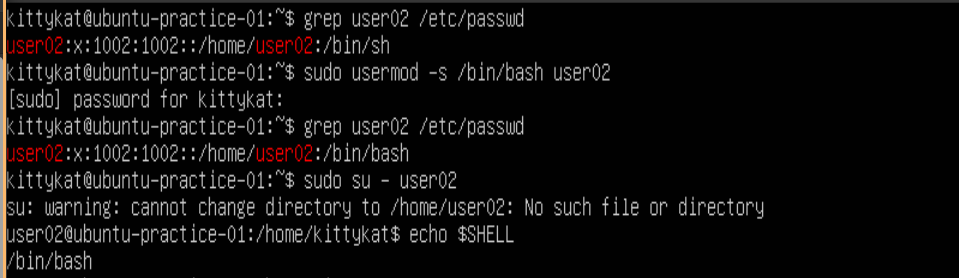 kittykat@ubuntu-practice-01:~$ grep user02 /etc/passwd
user02:x:1002:1002::/home/user02:/bin/sh
kittykat@ubuntu-practice-01:~$ sudo usermod -s /bin/bash user02
[sudo] password for kittykat:
kittykat@ubuntu-practice-01:~$ grep user02 /etc/passwd
user02:x:1002:1002::/home/user02:/bin/bash
kittykat@ubuntu-practice-01:~$ sudo su - user02
su: warning: cannot change directory to /home/user02: No such file or directory
user02@ubuntu-practice-01:/home/kittykat$ echo $SHELL
/bin/bash